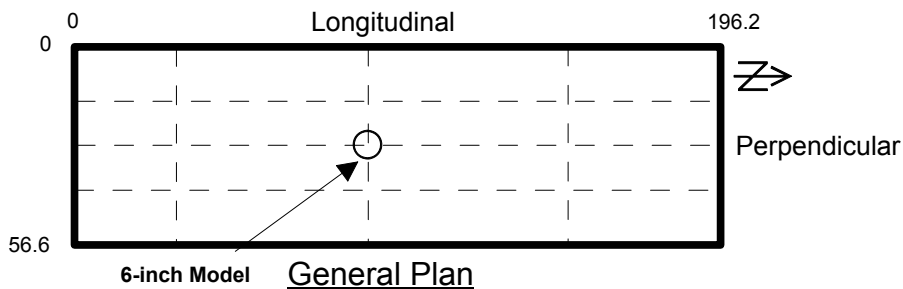 0 Longitudinal 196.2
0
Z
Perpendicular
56.6
6-inch Model General Plan